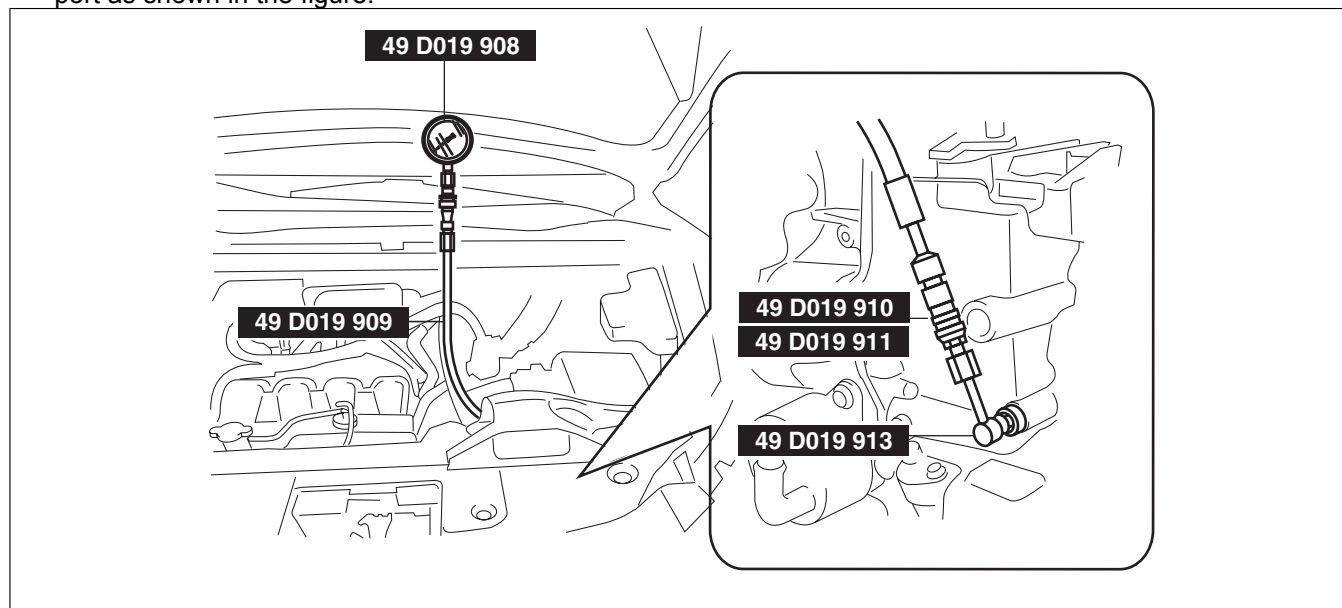 port as shown in the figure.
49 D019 908
49 D019 909
49 D019 910
49 D019 911
49 D019 913